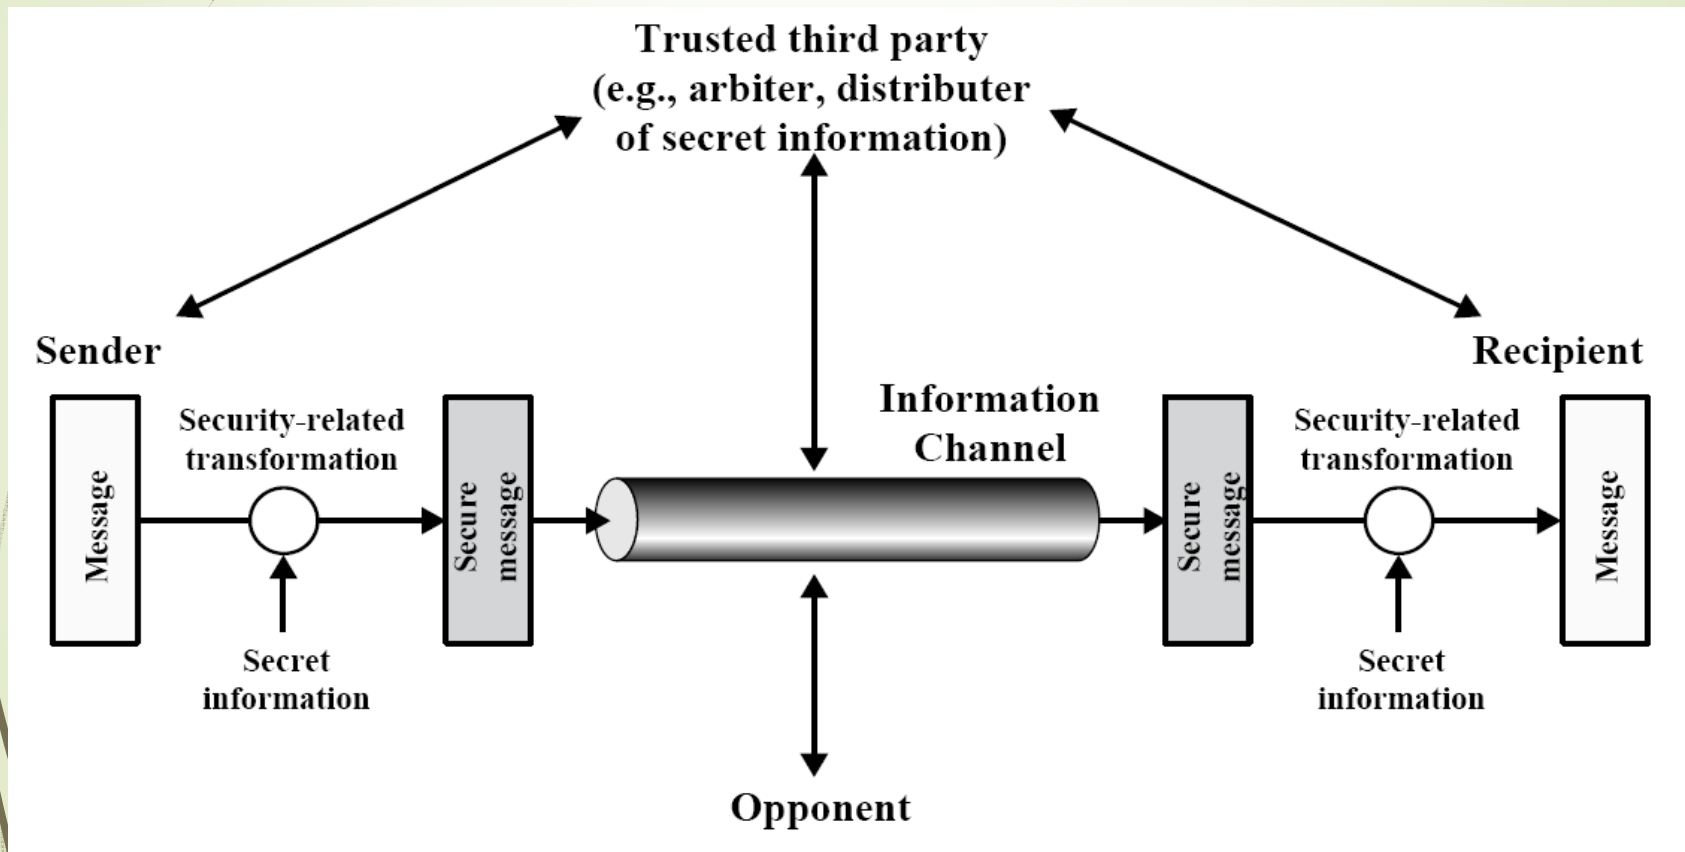 Trusted third party
(e.g., arbiter, distributer
of secret information)
Sender
Recipient
Information
Channel
Security-related
transformation
Security-related
transformation
Message
Secure
message
Secure
message
Message
Secret
information
Secret
information
Opponent